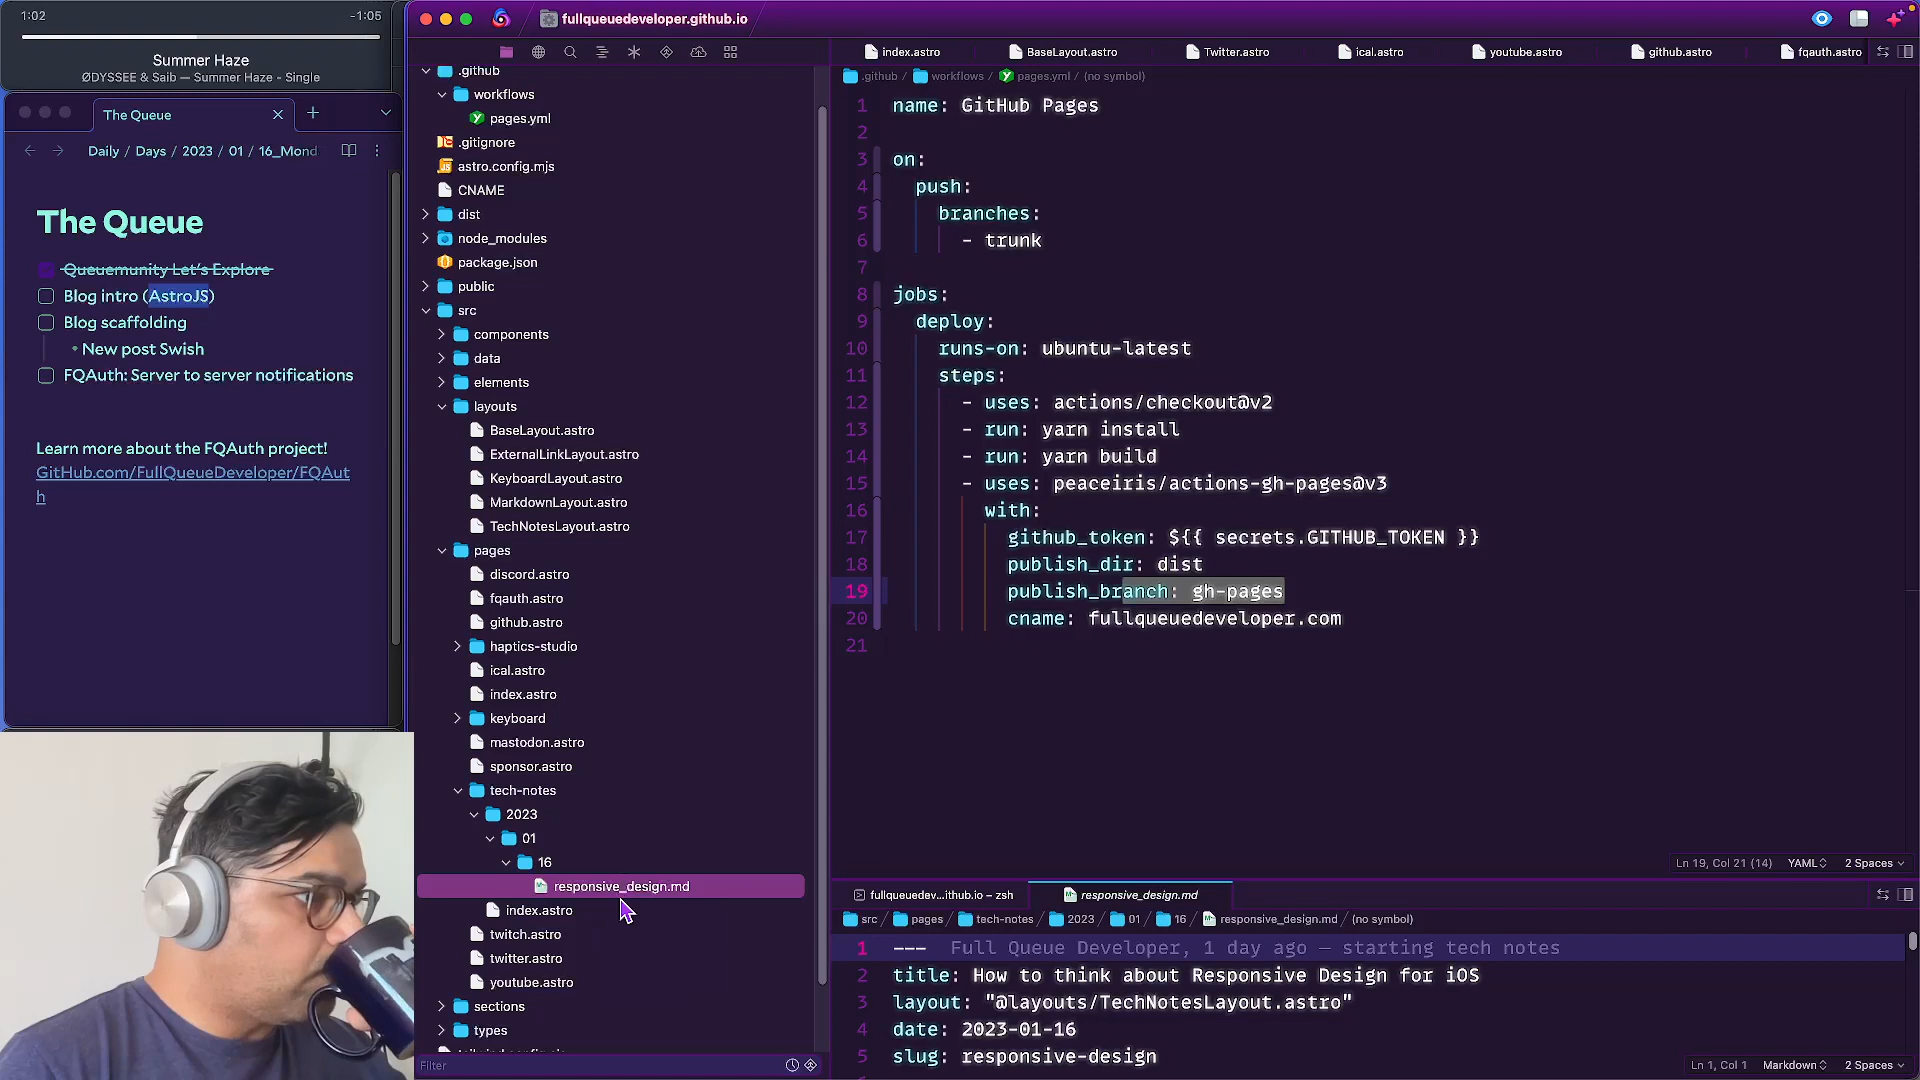 1:02
-1:05
Summer Haze
ØDYSSEE & Saib — Summer Haze - Single
The Queue
Daily / Days / 2023 / 01 / 16_Mond
The Queue
Queuemunity Let's Explore
Blog intro (AstroJS)
Blog scaffolding
• New post Swish
FQAuth: Server to server notifications
Learn more about the FQAuth project!
GitHub.com/FullQueueDeveloper/FQAut
h
fullqueuedeveloper.github.io
.github
workflows
pages.yml
.gitignore
astro.config.mjs
CNAME
dist
node_modules
package.json
public
src
components
data
elements
layouts
BaseLayout.astro
ExternalLinkLayout.astro
KeyboardLayout.astro
MarkdownLayout.astro
TechNotesLayout.astro
pages
discord.astro
fqauth.astro
github.astro
haptics-studio
ical.astro
index.astro
keyboard
mastodon.astro
sponsor.astro
tech-notes
2023
01
16
responsive_design.md
index.astro
twitch.astro
twitter.astro
youtube.astro
sections
types
Filter
index.astro
BaseLayout.astro
Twitter.astro
ical.astro
youtube.astro
github.astro
fqauth.astro
.github / workflows / pages.yml / (no symbol)
1 name: GitHub Pages
2
3 on:
4 push:
5 branches:
6 - trunk
7
8 jobs:
9 deploy:
10 runs-on: ubuntu-latest
11 steps:
12 - uses: actions/checkout@v2
13 - run: yarn install
14 - run: yarn build
15 - uses: peaceiris/actions-gh-pages@v3
16 with:
17 github_token: ${{ secrets.GITHUB_TOKEN }}
18 publish_dir: dist
19 publish_branch: gh-pages
20 cname: fullqueuedeveloper.com
21
Ln 19, Col 21 (14)
YAML
2 Spaces
fullqueuedev…ithub.io – zsh
responsive_design.md
src / pages / tech-notes / 2023 / 01 / 16 / responsive_design.md / (no symbol)
1 --- Full Queue Developer, 1 day ago — starting tech notes
2 title: How to think about Responsive Design for iOS
3 layout: "@layouts/TechNotesLayout.astro"
4 date: 2023-01-16
5 slug: responsive-design
Ln 1, Col 1
Markdown
2 Spaces